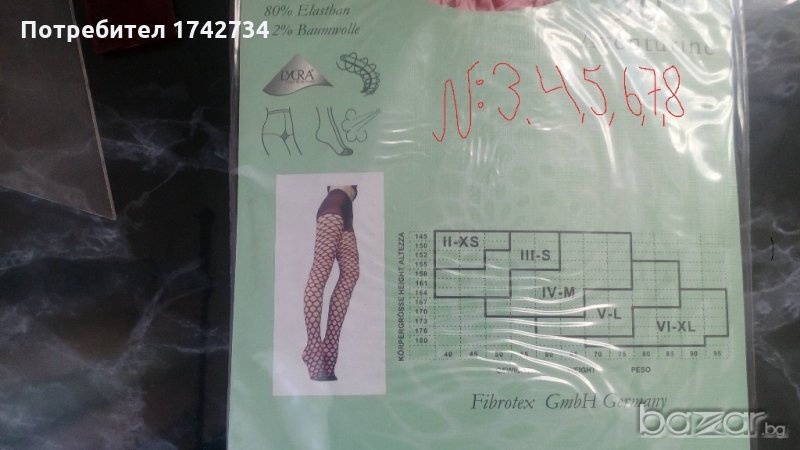 Потребител 1742734
80% Elasthan
2% Baumwolle
LYCRA
Aventurino
N: 3, 4, 5, 6, 7, 8
KÖRPERGRÖSSE HEIGHT ALTEZZA
145
150
152
155
158
161
164
167
170
173
176
180
II-XS
III-S
IV-M
V-L
VI-XL
40 45 50 55 60 65 70 75 80 85 90 95
PESO
Fibrotex GmbH Germany
bazar.bg